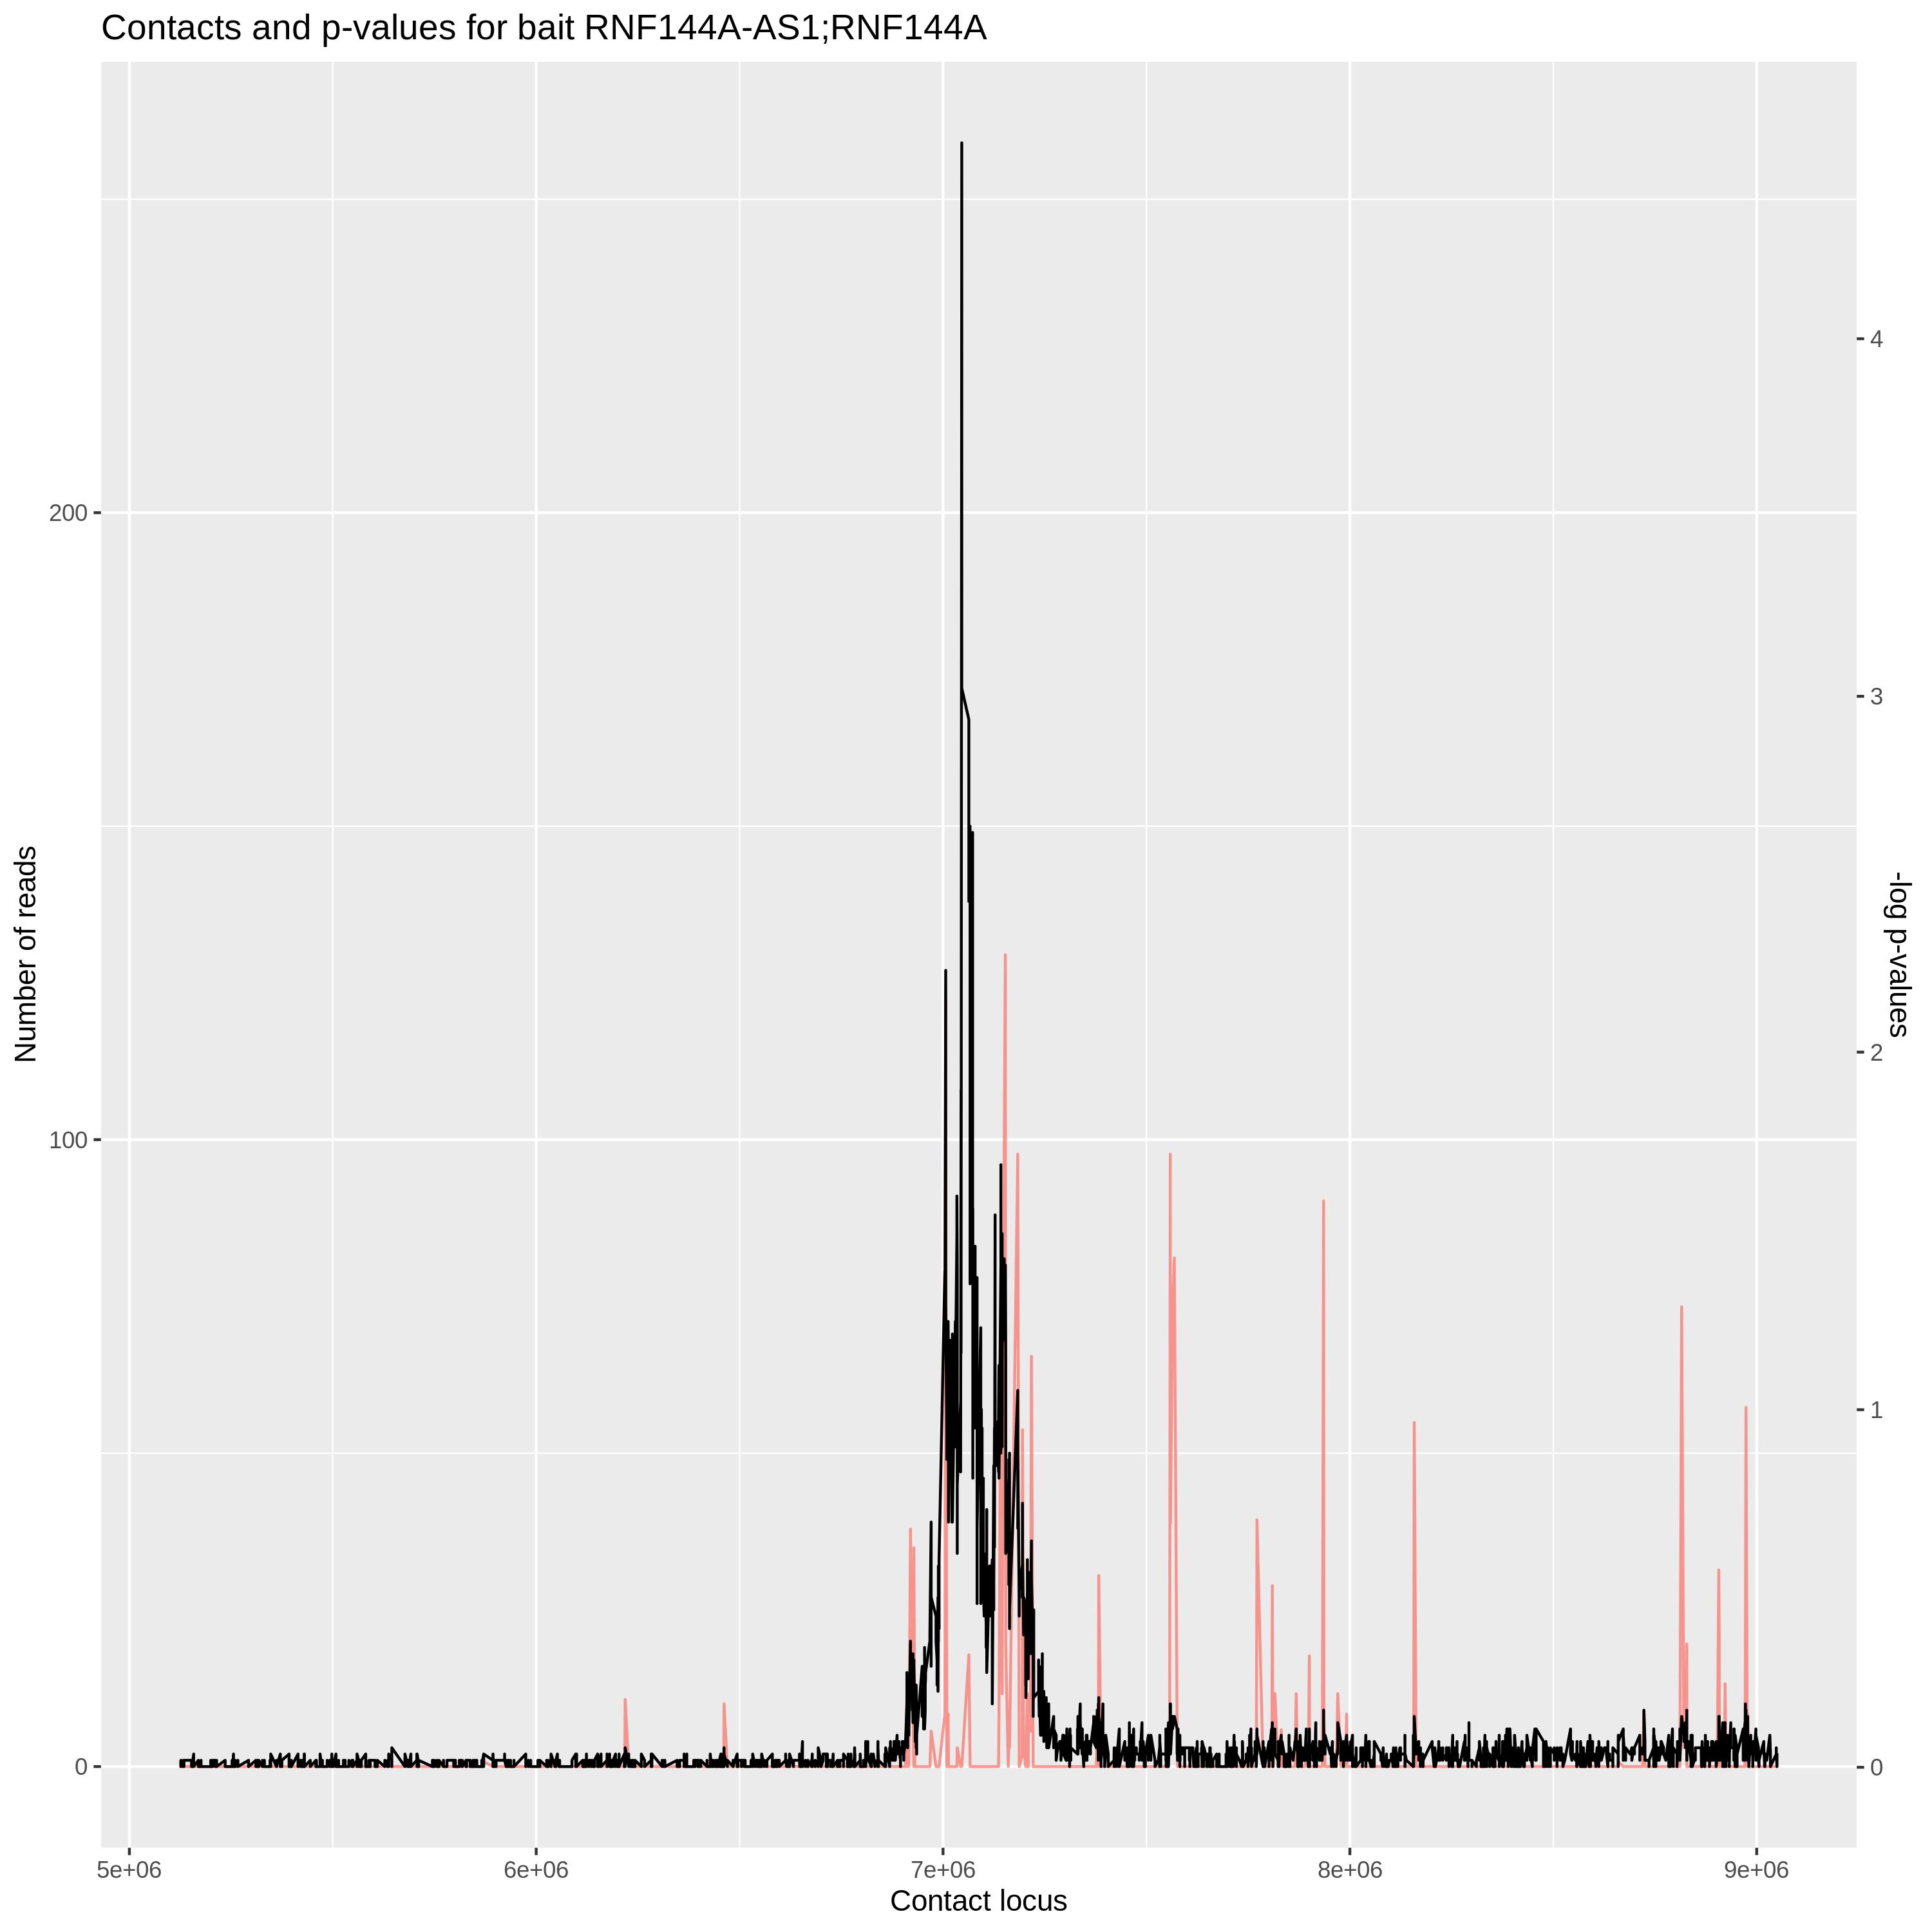 Contacts and p-values for bait RNF144A-AS1;RNF144A
Number of reads
200
100
0
4
3
2
1
0
-log p-values
5e+06 6e+06 7e+06 8e+06 9e+06
Contact locus